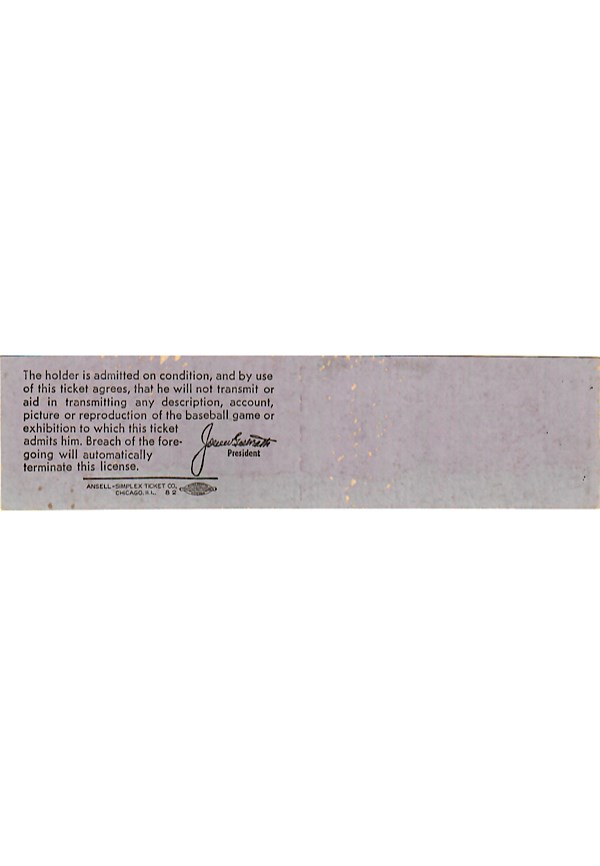 The holder is admitted on condition, and by use
of this ticket agrees, that he will not transmit or
aid in transmitting any description, account,
picture or reproduction of the baseball game or
exhibition to which this ticket
admits him. Breach of the fore-
going will automatically
terminate this license.
President
ANSELL-SIMPLEX TICKET CO.
CHICAGO, ILL. 82